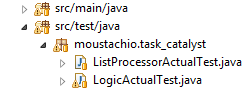 src/main/java
src/test/java
moustachio.task_catalyst
ListProcessorActualTest.java
LogicActualTest.java